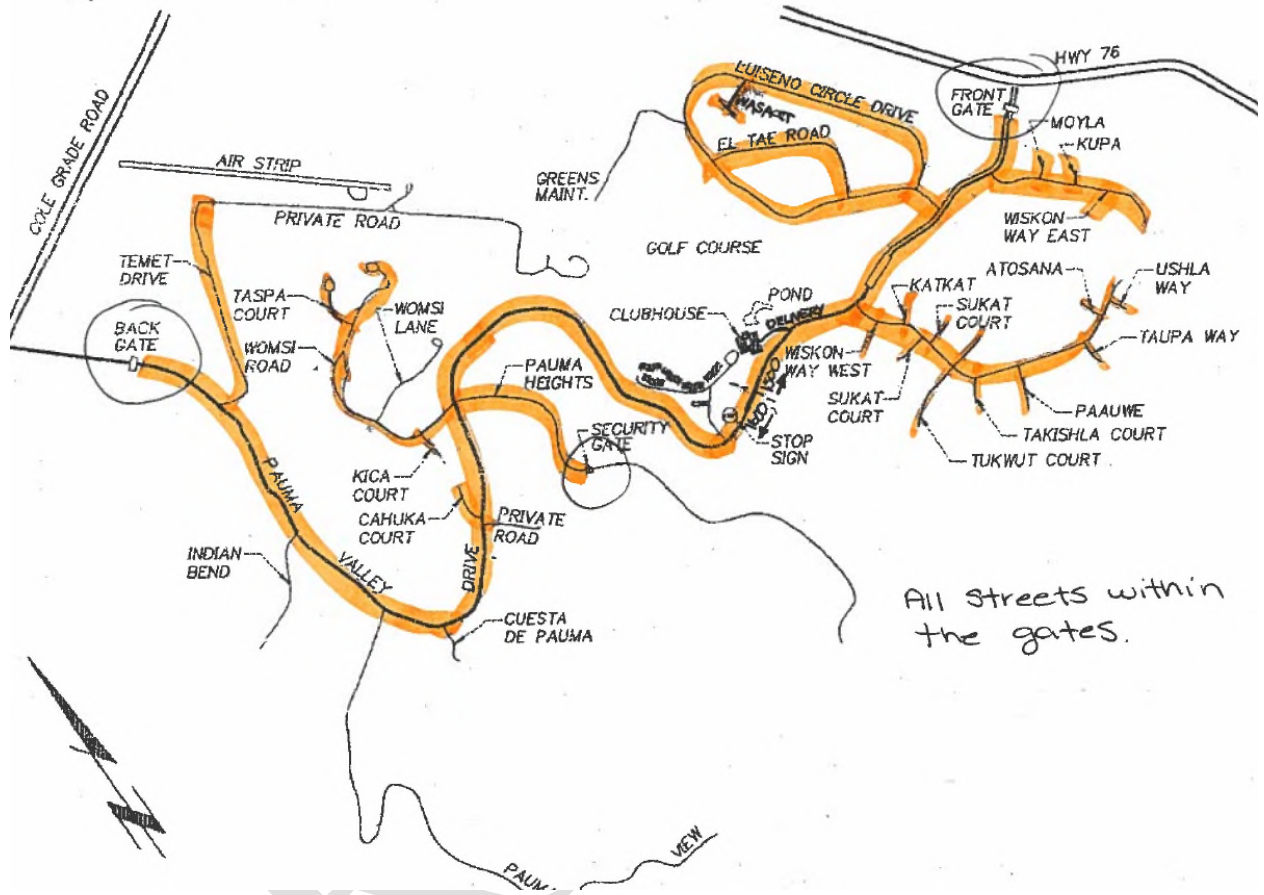 HWY 76
COLE GRADE ROAD
LUISENO CIRCLE DRIVE
FRONT
GATE
WASACET
MOYLA
KUPA
EL TAE ROAD
AIR STRIP
GREENS
MAINT.
PRIVATE ROAD
WISKON
WAY EAST
GOLF COURSE
TEMET
DRIVE
ATOSANA
USHLA
WAY
KATKAT
TASPA
COURT
WOMSI
LANE
POND
SUKAT
COURT
CLUBHOUSE
DELIVERY
BACK
GATE
TAUPA WAY
WOMSI
ROAD
WISKON
WAY WEST
PAUMA
HEIGHTS
1500
1600
SUKAT
COURT
PAAUWE
SECURITY
GATE
STOP
SIGN
TAKISHLA COURT
TUKWUT COURT
PAUMA
KICA
COURT
CAHUKA
COURT
PRIVATE
ROAD
INDIAN
BEND
VALLEY
DRIVE
All Streets within
the gates.
CUESTA
DE PAUMA
PAUMA
VIEW